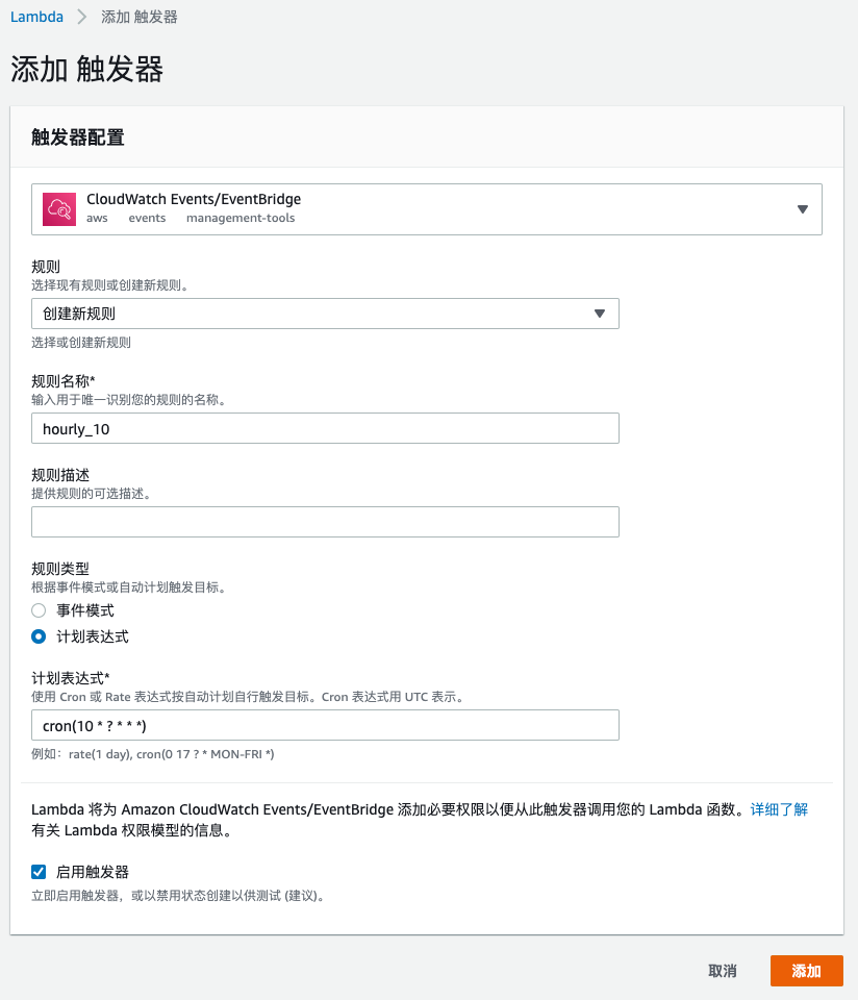 Lambda > 添加 触发器
添加 触发器
触发器配置
CloudWatch Events/EventBridge
aws events management-tools
规则
选择现有规则或创建新规则。
创建新规则
选择或创建新规则
规则名称*
输入用于唯一识别您的规则的名称。
hourly_10
规则描述
提供规则的可选描述。
规则类型
根据事件模式或自动计划触发目标。
事件模式
计划表达式
计划表达式*
使用 Cron 或 Rate 表达式按自动计划自行触发目标。Cron 表达式用 UTC 表示。
cron(10 * ? * * *)
例如：rate(1 day), cron(0 17 ? * MON-FRI *)
Lambda 将为 Amazon CloudWatch Events/EventBridge 添加必要权限以便从此触发器调用您的 Lambda 函数。详细了解
有关 Lambda 权限模型的信息。
启用触发器
立即启用触发器，或以禁用状态创建以供测试 (建议)。
取消 添加